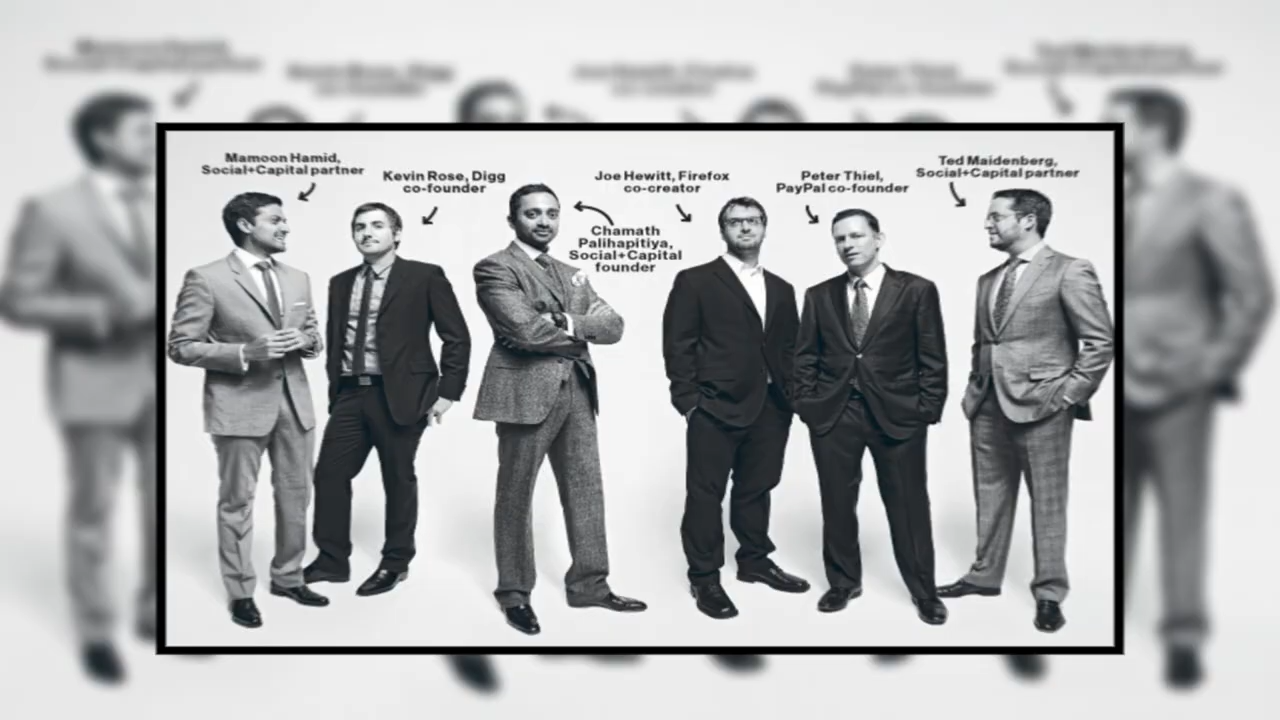 Mamoon Hamid,
Social+Capital partner
Kevin Rose, Digg
co-founder
Chamath
Palihapitiya,
Social+Capital
founder
Joe Hewitt, Firefox
co-creator
Peter Thiel,
PayPal co-founder
Ted Maidenberg,
Social+Capital partner